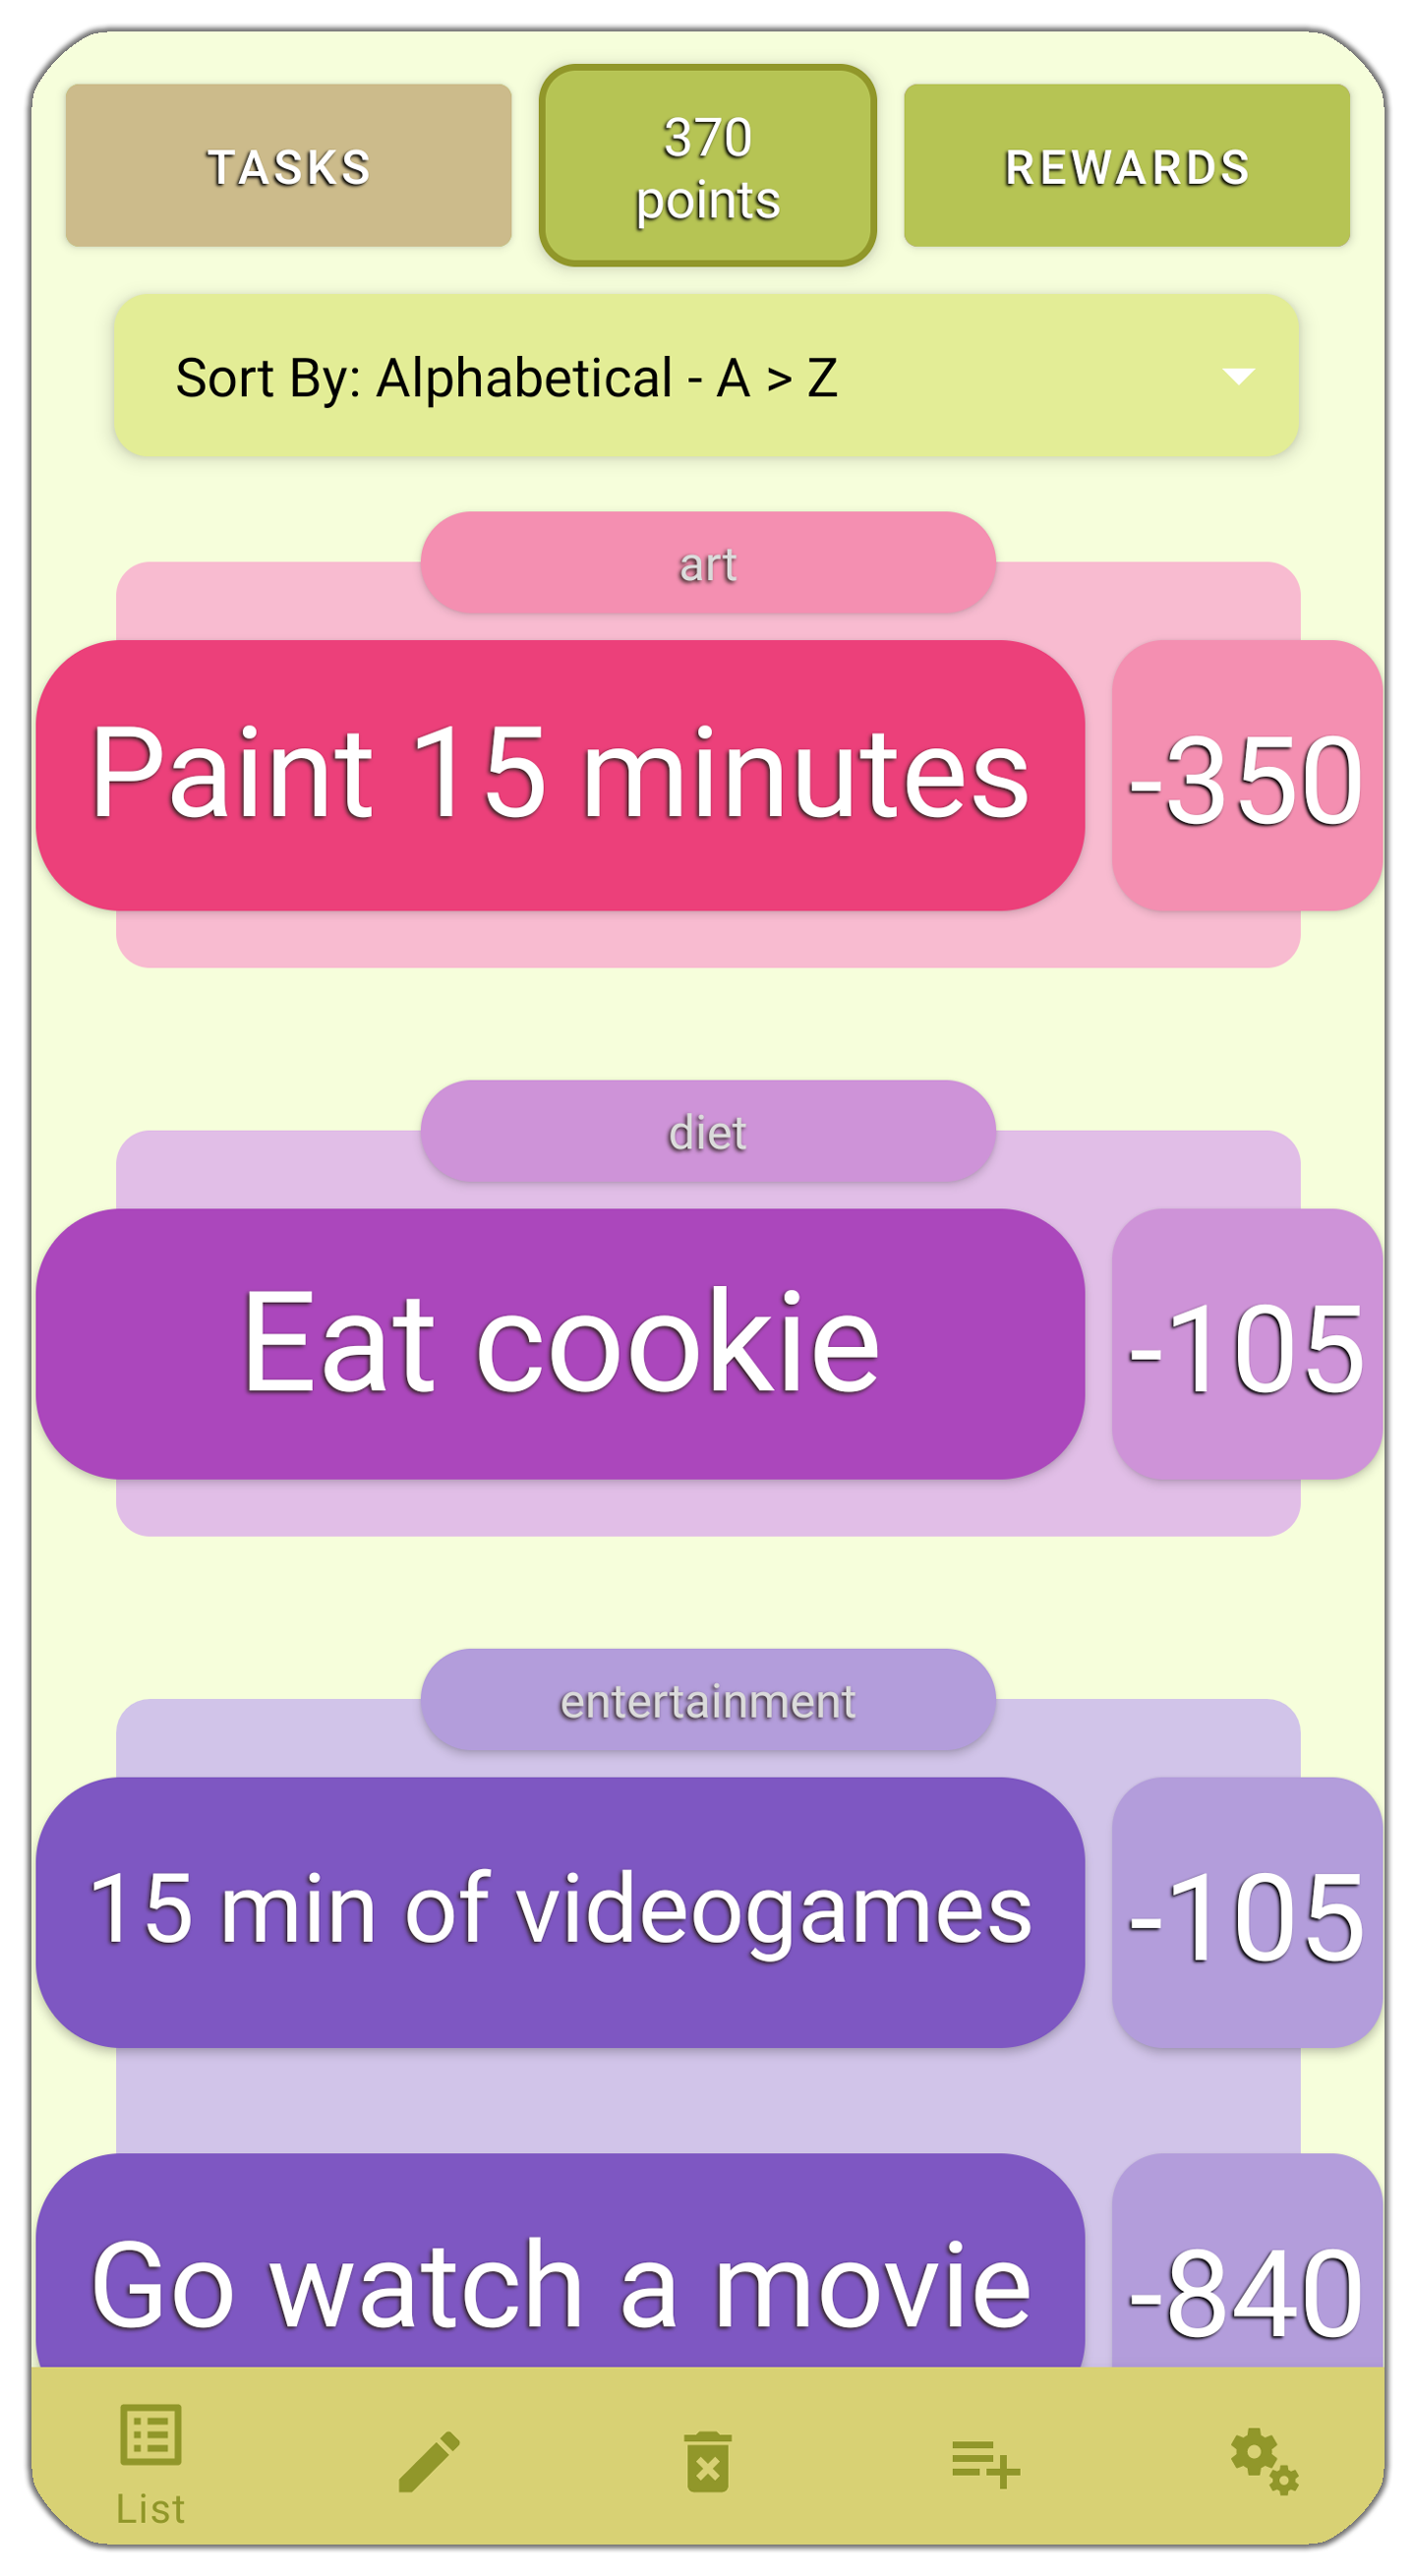 TASKS
370
points
REWARDS
Sort By: Alphabetical - A > Z
art
Paint 15 minutes
-350
diet
Eat cookie
-105
entertainment
15 min of videogames
-105
Go watch a movie
-840
List